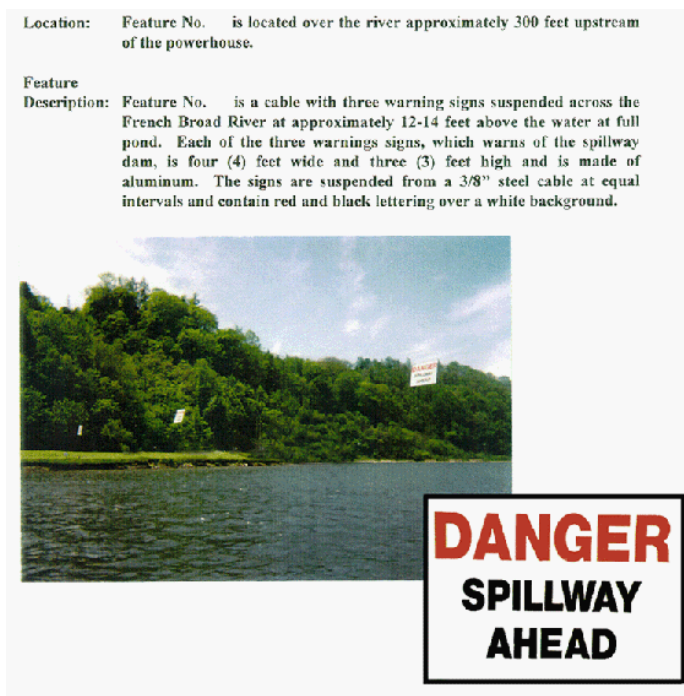 Location: Feature No. is located over the river approximately 300 feet upstream
of the powerhouse.
Feature
Description: Feature No. is a cable with three warning signs suspended across the
French Broad River at approximately 12-14 feet above the water at full
pond. Each of the three warnings signs, which warns of the spillway
dam, is four (4) feet wide and three (3) feet high and is made of
aluminum. The signs are suspended from a 3/8" steel cable at equal
intervals and contain red and black lettering over a white background.
DANGER
SPILLWAY
AHEAD
DANGER
SPILLWAY
AHEAD